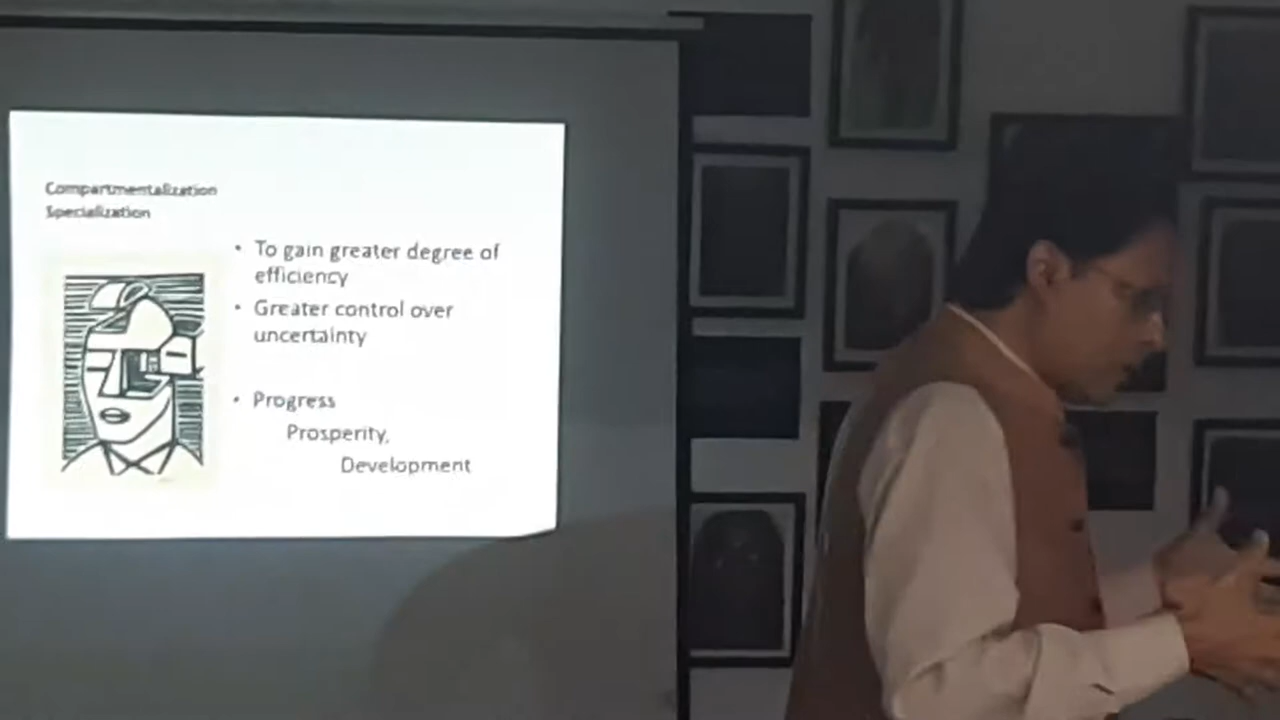 Compartmentalization
Specialization
• To gain greater degree of
efficiency
• Greater control over
uncertainty
• Progress
Prosperity,
Development